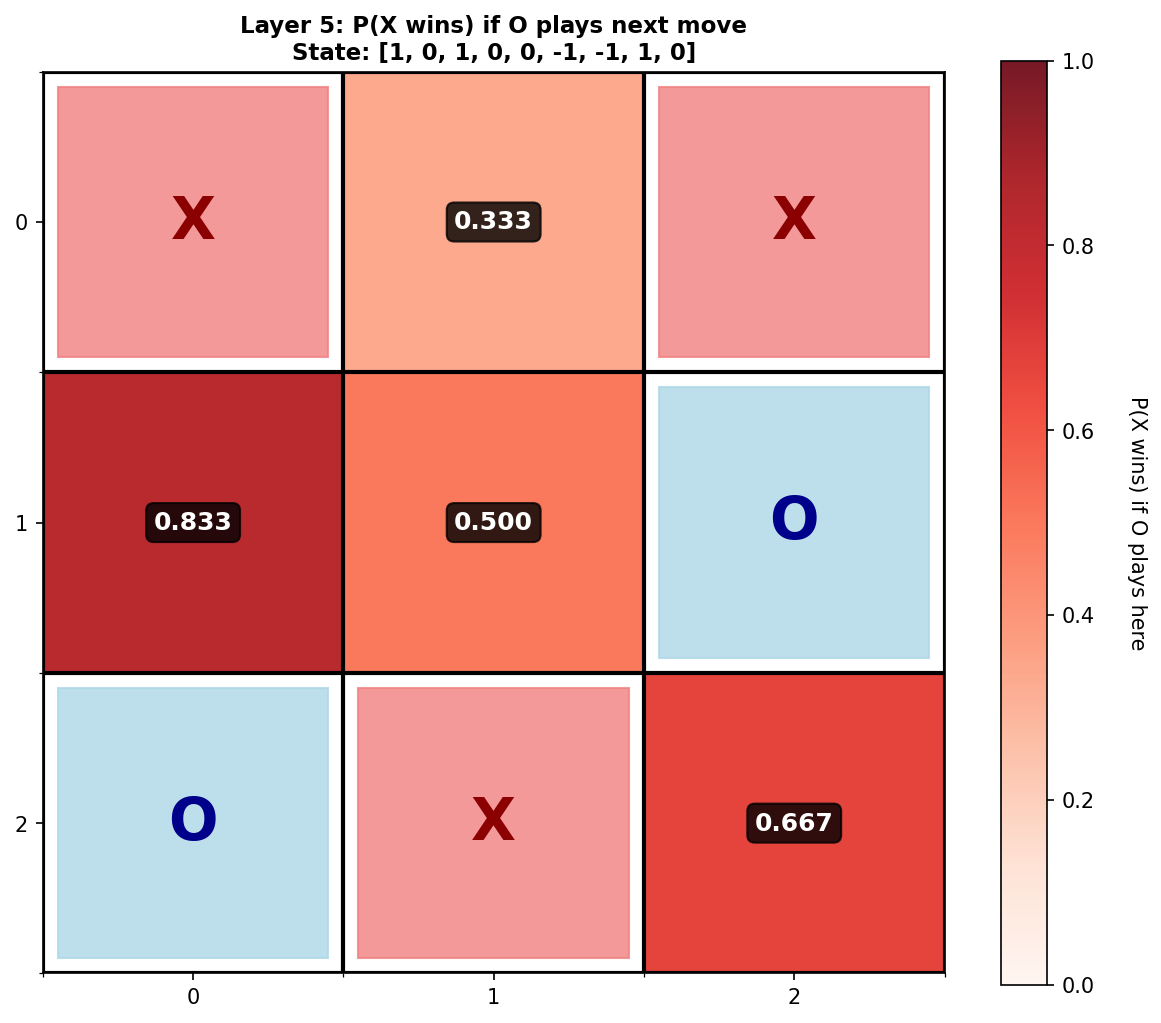 Layer 5: P(X wins) if O plays next move
State: [1, 0, 1, 0, 0, -1, -1, 1, 0]
0
X
0.333
X
1
0.833
0.500
O
2
O
X
0.667
0
1
2
1.0
0.8
0.6
0.4
0.2
0.0
P(X wins) if O plays here